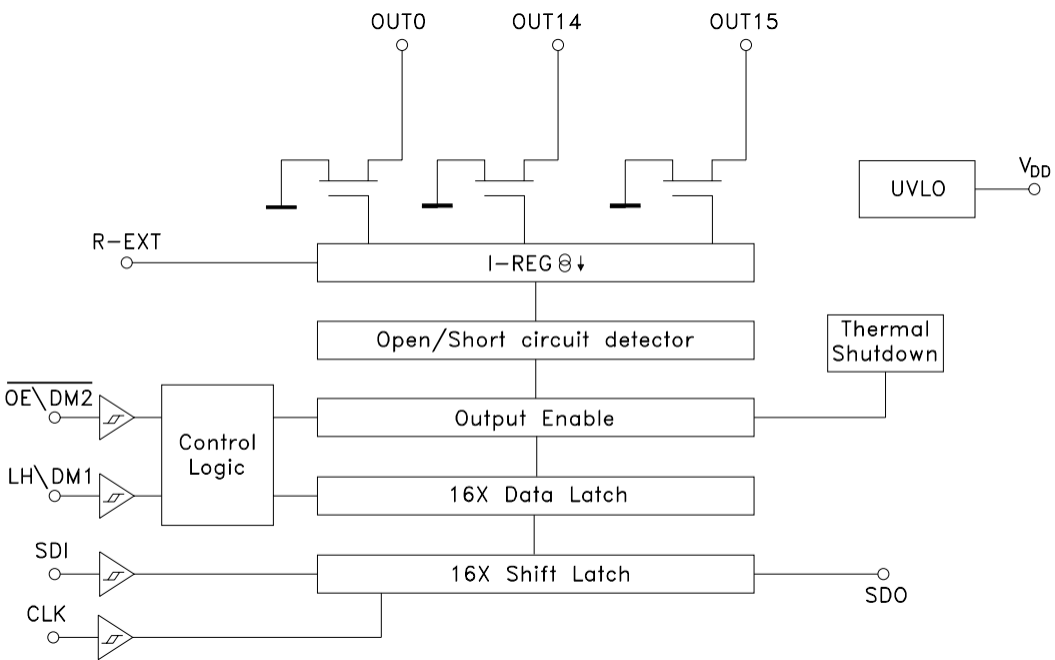 OUT0
OUT14
OUT15
UVLO
VDD
R-EXT
I-REG
Open/Short circuit detector
Thermal
Shutdown
OE\DM2
Output Enable
Control
Logic
LH\DM1
16X Data Latch
SDI
16X Shift Latch
SDO
CLK